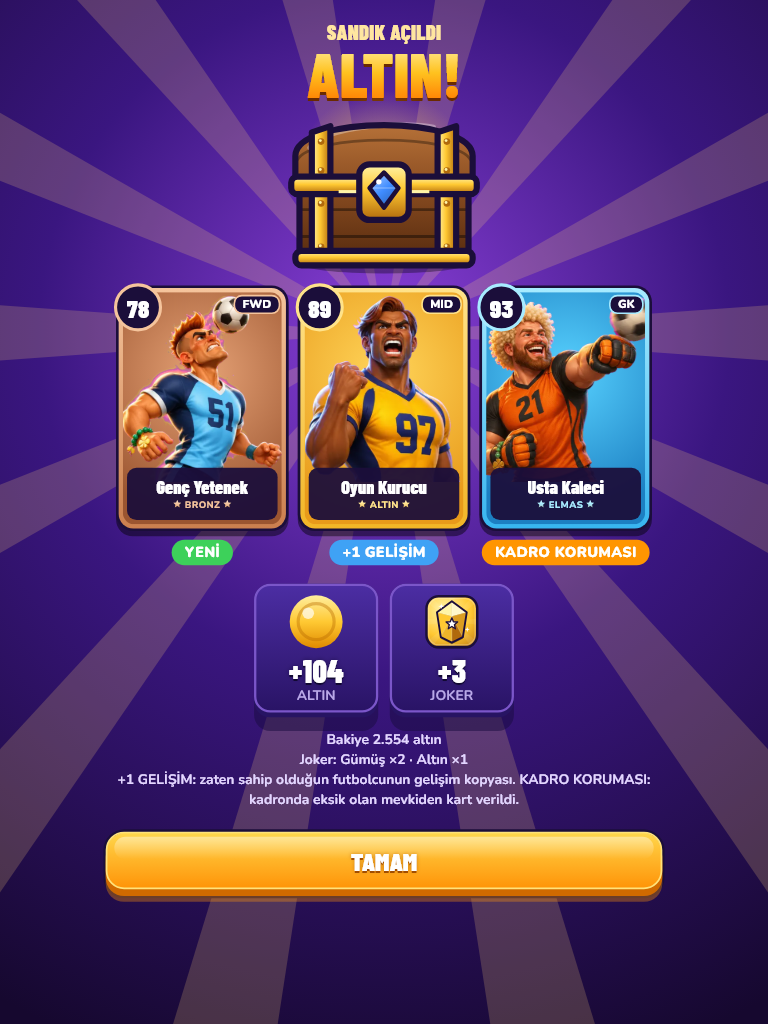 SANDIK AÇILDI
ALTIN!
78
FWD
51
Genç Yetenek
★ BRONZ ★
YENİ
89
MID
97
Oyun Kurucu
★ ALTIN ★
+1 GELİŞİM
93
GK
21
Usta Kaleci
★ ELMAS ★
KADRO KORUMASI
+104
ALTIN
+3
JOKER
Bakiye 2.554 altın
Joker: Gümüş ×2 · Altın ×1
+1 GELİŞİM: zaten sahip olduğun futbolcunun gelişim kopyası. KADRO KORUMASI:
kadronda eksik olan mevkiden kart verildi.
TAMAM